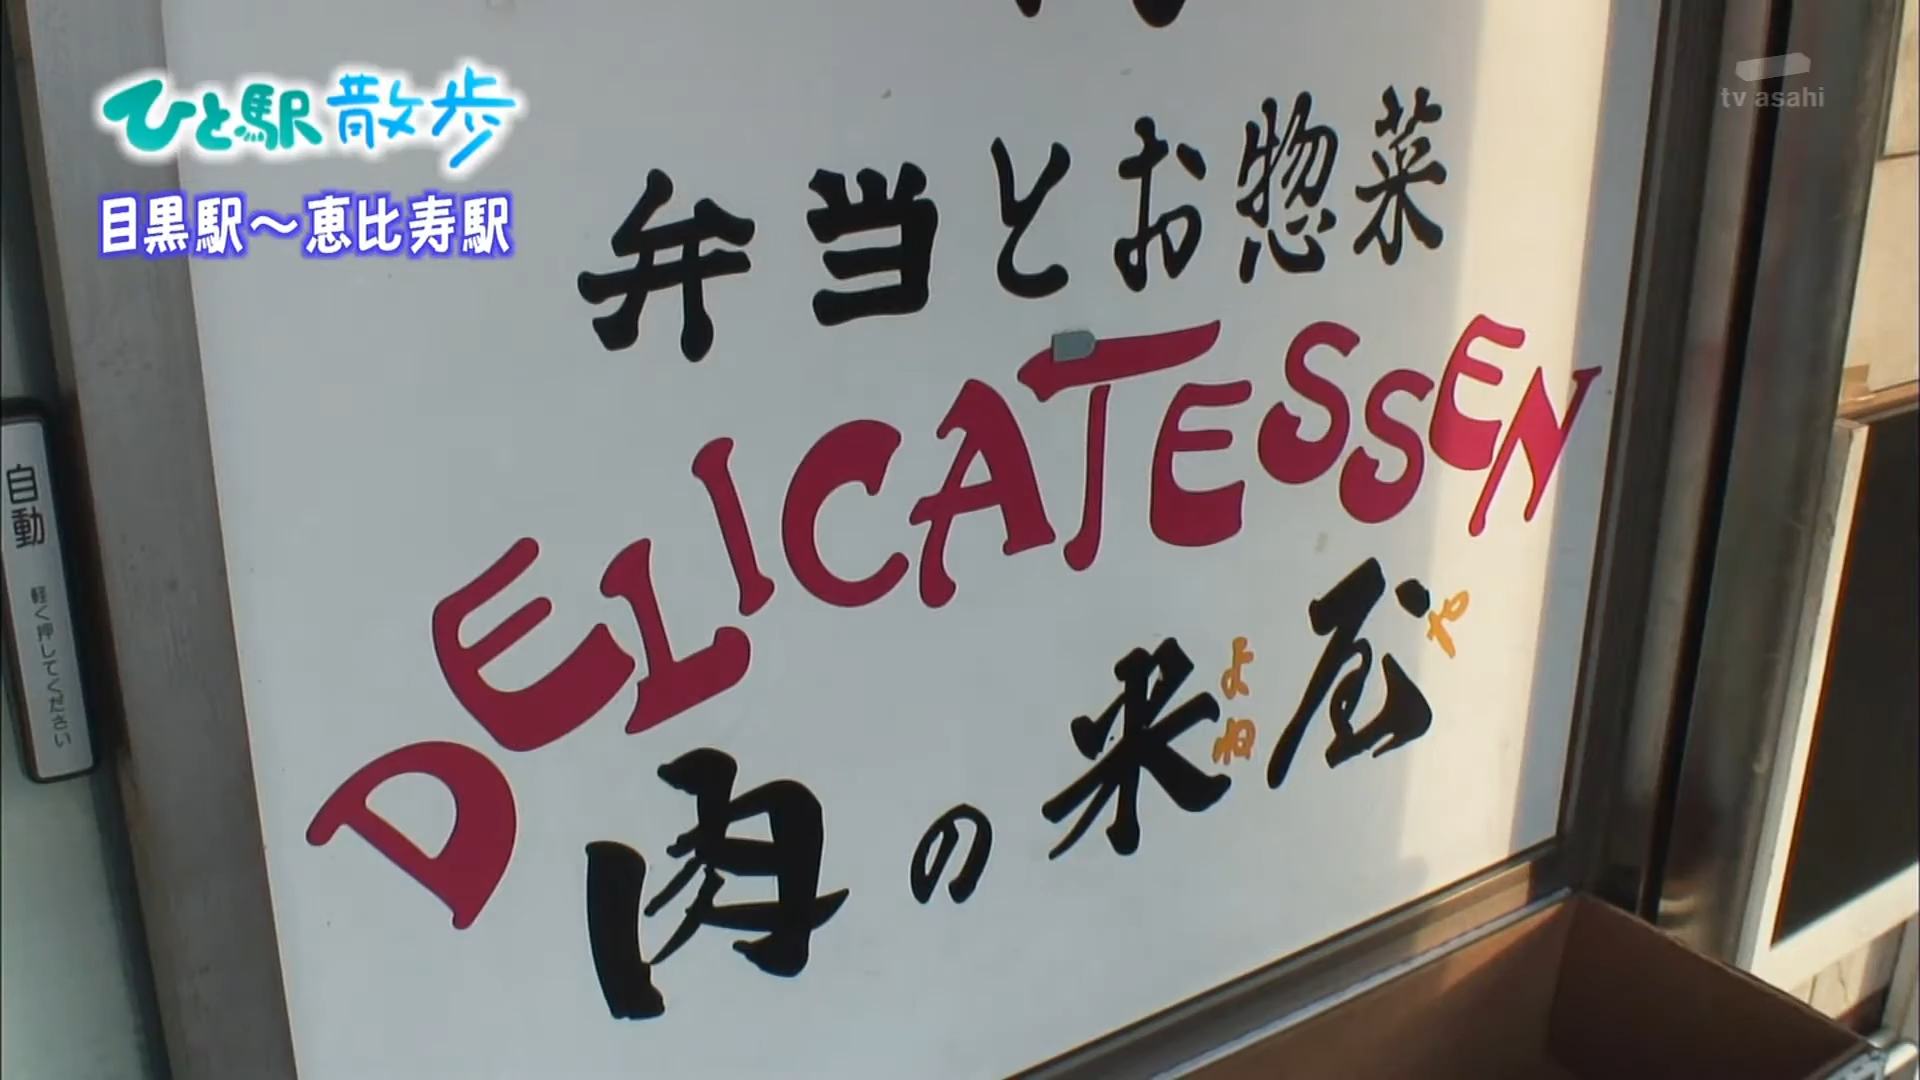 ひと駅散歩
目黒駅～恵比寿駅
tv asahi
弁当とお惣菜
DELICATESSEN
肉の米屋
よね や
自動
軽く押してください